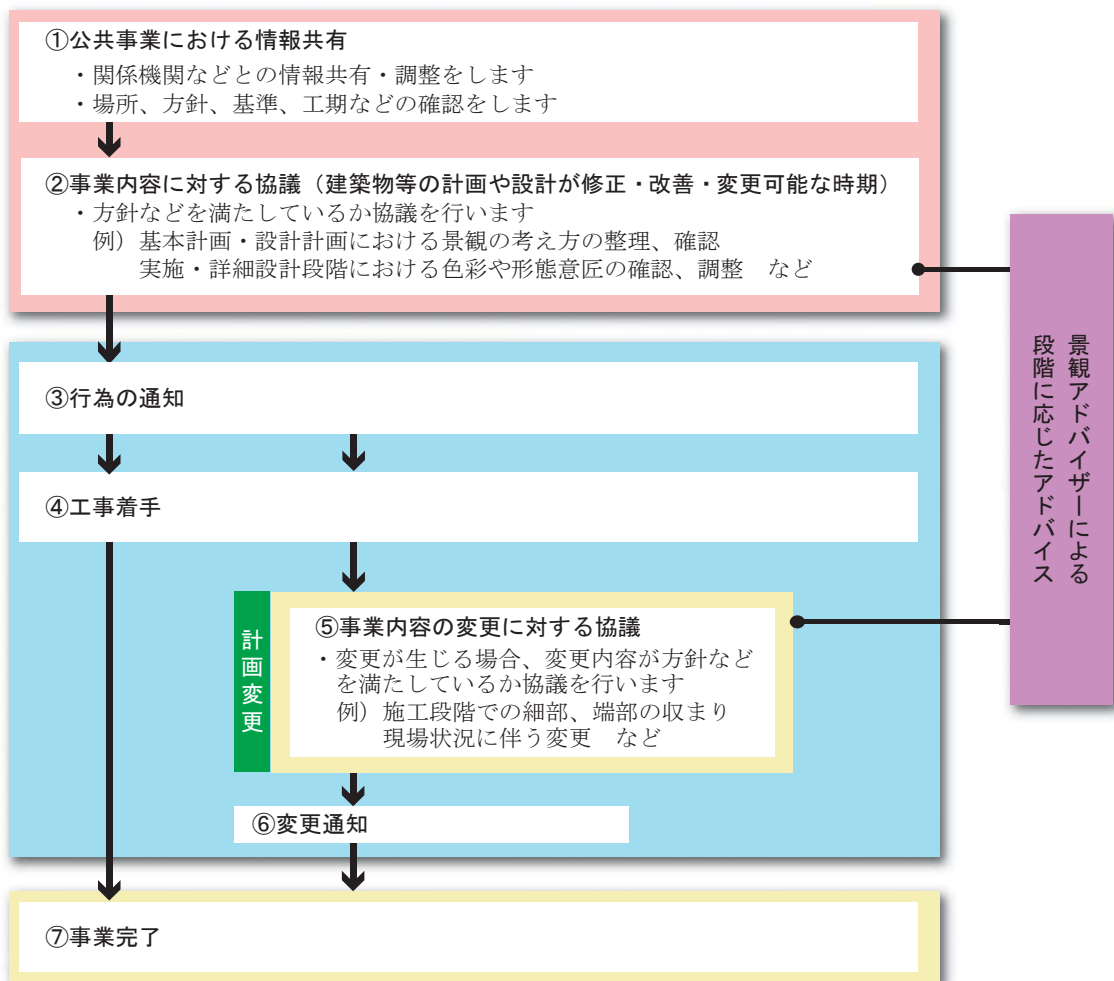 ①公共事業における情報共有
・関係機関などとの情報共有・調整をします
・場所、方針、基準、工期などの確認をします
②事業内容に対する協議（建築物等の計画や設計が修正・改善・変更可能な時期）
・方針などを満たしているか協議を行います
例）基本計画・設計計画における景観の考え方の整理、確認
実施・詳細設計段階における色彩や形態意匠の確認、調整　など
景観アドバイザーによる
段階に応じたアドバイス
③行為の通知
④工事着手
計画変更
⑤事業内容の変更に対する協議
・変更が生じる場合、変更内容が方針など
を満たしているか協議を行います
例）施工段階での細部、端部の収まり
現場状況に伴う変更　など
⑥変更通知
⑦事業完了